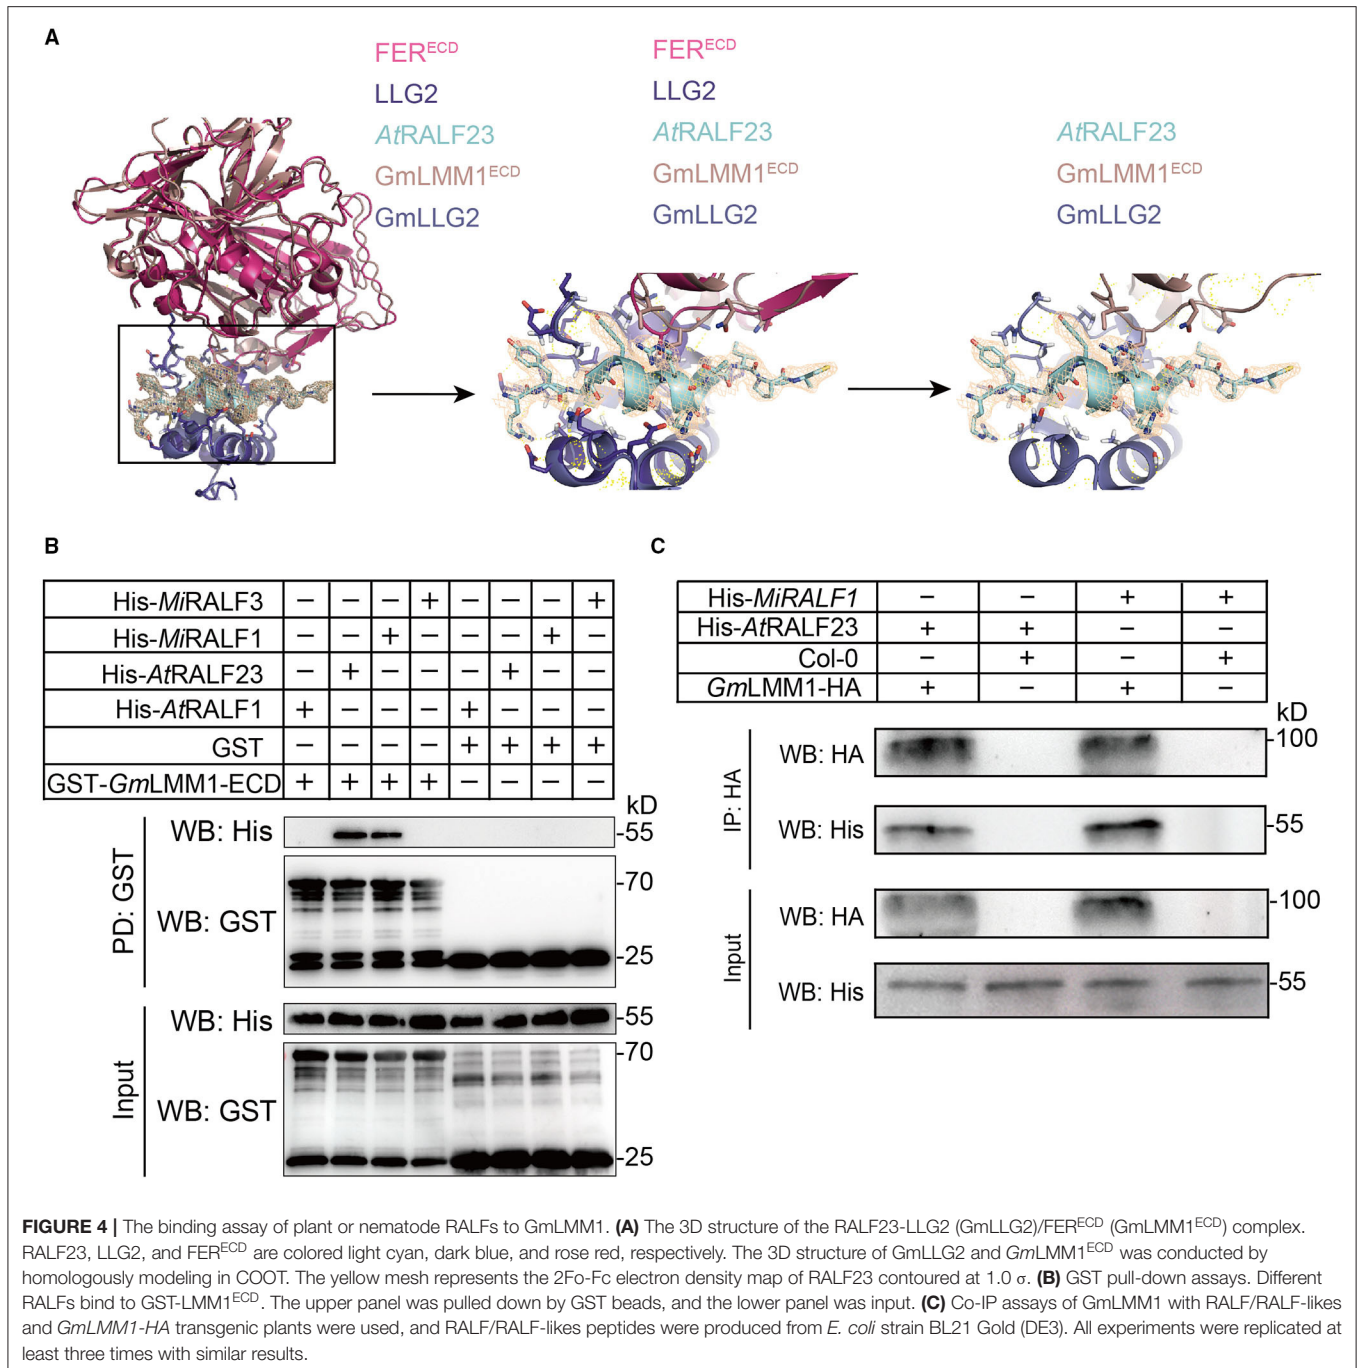 A
FER^ECD
LLG2
AtRALF23
GmLMM1^ECD
GmLLG2
FER^ECD
LLG2
AtRALF23
GmLMM1^ECD
GmLLG2
AtRALF23
GmLMM1^ECD
GmLLG2
B
His-MiRALF3 − − − + − − − +
His-MiRALF1 − − + − − − + −
His-AtRALF23 − + − − − + − −
His-AtRALF1 + − − − + − − −
GST − − − − + + + +
GST-GmLMM1-ECD + + + + − − − −
kD
PD: GST
WB: His
-55
WB: GST
-70
-25
Input
WB: His
-55
WB: GST
-70
-25
C
His-MiRALF1 − − + +
His-AtRALF23 + + − −
Col-0 − + − +
GmLMM1-HA + − + −
kD
IP: HA
WB: HA
-100
WB: His
-55
Input
WB: HA
-100
WB: His
-55
FIGURE 4 | The binding assay of plant or nematode RALFs to GmLMM1. (A) The 3D structure of the RALF23-LLG2 (GmLLG2)/FER^ECD (GmLMM1^ECD) complex.
RALF23, LLG2, and FER^ECD are colored light cyan, dark blue, and rose red, respectively. The 3D structure of GmLLG2 and GmLMM1^ECD was conducted by
homologously modeling in COOT. The yellow mesh represents the 2Fo-Fc electron density map of RALF23 contoured at 1.0 σ. (B) GST pull-down assays. Different
RALFs bind to GST-LMM1^ECD. The upper panel was pulled down by GST beads, and the lower panel was input. (C) Co-IP assays of GmLMM1 with RALF/RALF-likes
and GmLMM1-HA transgenic plants were used, and RALF/RALF-likes peptides were produced from E. coli strain BL21 Gold (DE3). All experiments were replicated at
least three times with similar results.